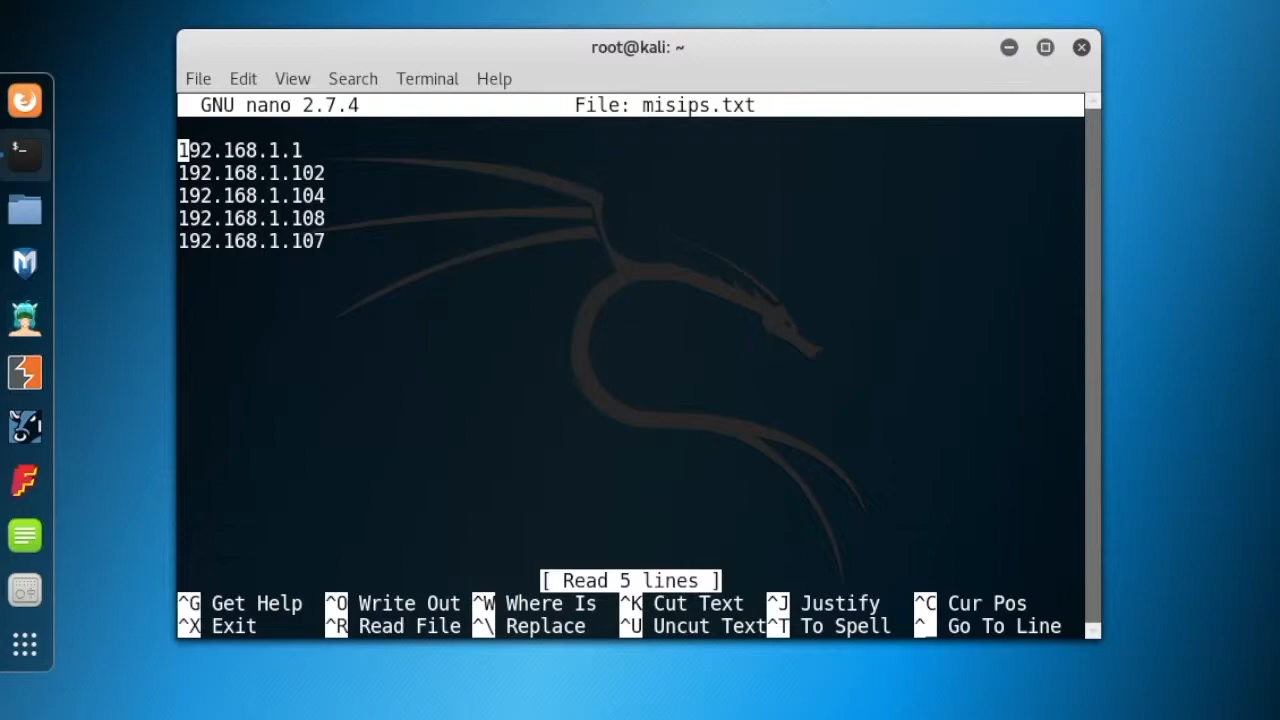 root@kali: ~
File Edit View Search Terminal Help
GNU nano 2.7.4 File: misips.txt
192.168.1.1
192.168.1.102
192.168.1.104
192.168.1.108
192.168.1.107
[ Read 5 lines ]
^G Get Help ^O Write Out ^W Where Is ^K Cut Text ^J Justify ^C Cur Pos
^X Exit ^R Read File ^\ Replace ^U Uncut Text ^T To Spell ^_ Go To Line